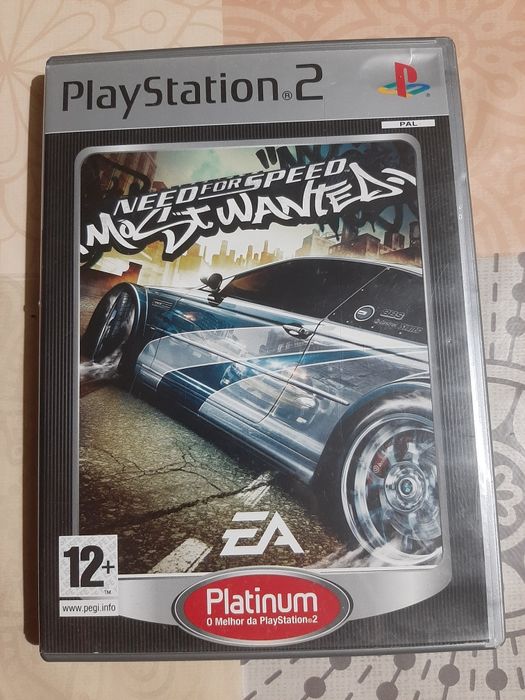 PlayStation®2
PAL
NEED FOR SPEED
MOST WANTED
EA
12+
www.pegi.info
Platinum
O Melhor da PlayStation®2